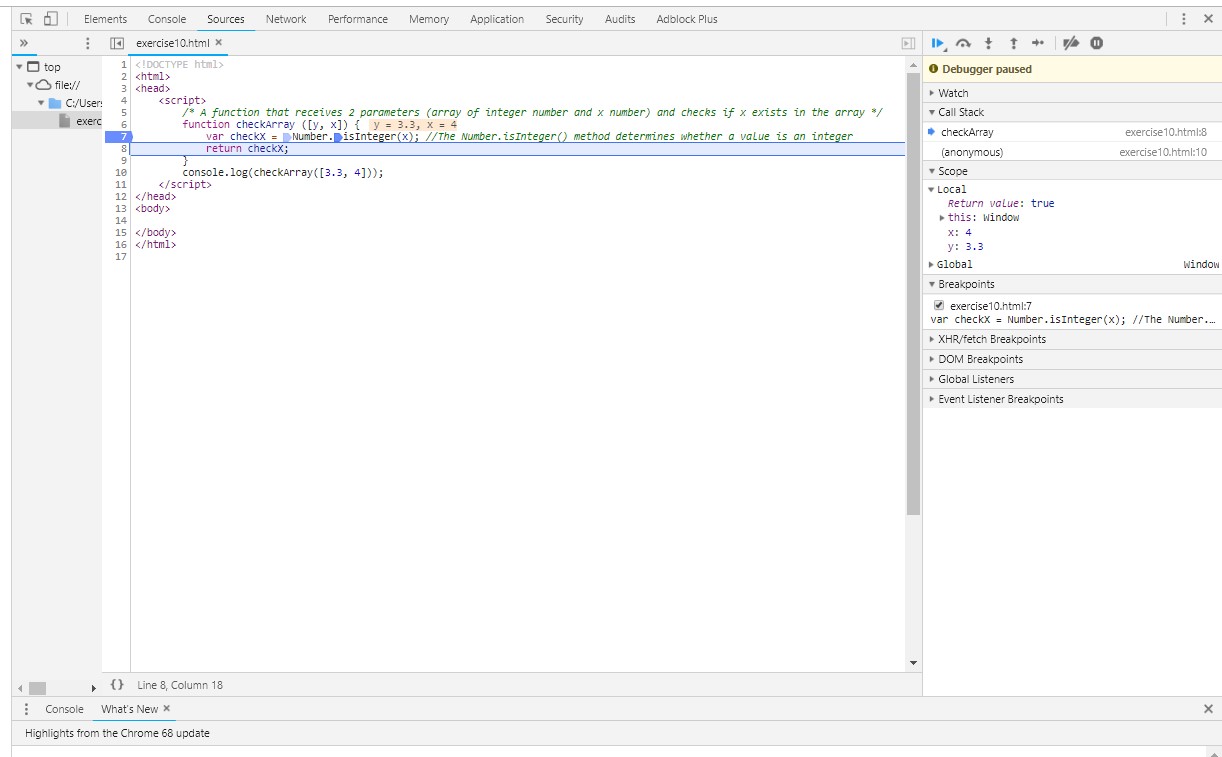 Elements Console Sources Network Performance Memory Application Security Audits Adblock Plus
exercise10.html
Debugger paused
top
file://
C:/Users
exerc
1 <!DOCTYPE html>
2 <html>
3 <head>
4 <script>
5 /* A function that receives 2 parameters (array of integer number and x number) and checks if x exists in the array */
6 function checkArray ([y, x]) { y = 3.3, x = 4
7 var checkX = Number.isInteger(x); //The Number.isInteger() method determines whether a value is an integer
8 return checkX;
9 }
10 console.log(checkArray([3.3, 4]));
11 </script>
12 </head>
13 <body>
14
15 </body>
16 </html>
17
Watch
Call Stack
checkArray exercise10.html:8
(anonymous) exercise10.html:10
Scope
Local
Return value: true
this: Window
x: 4
y: 3.3
Global Window
Breakpoints
exercise10.html:7
var checkX = Number.isInteger(x); //The Number.…
XHR/fetch Breakpoints
DOM Breakpoints
Global Listeners
Event Listener Breakpoints
{} Line 8, Column 18
Console What's New
Highlights from the Chrome 68 update